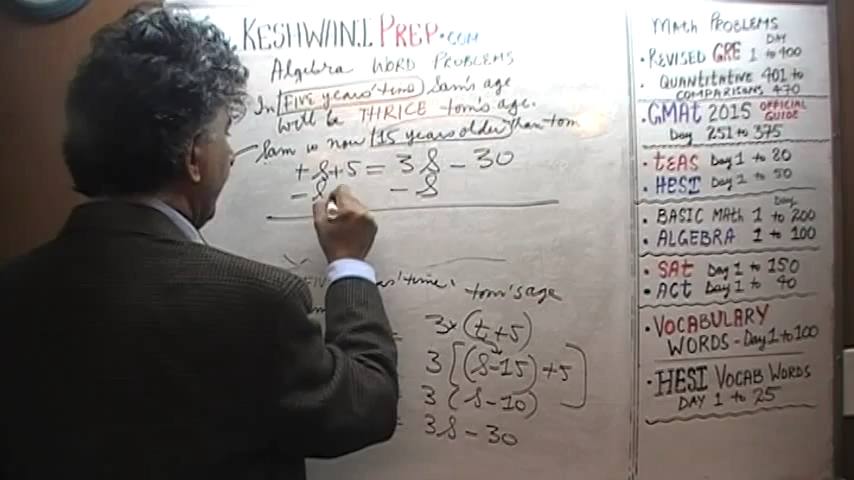 KESHWANI PREP.COM
Algebra WORD PROBLEMS
In FIVE years' time Sam's age
will be THRICE tom's age.
Sam is now 15 years older than tom
+ S + 5 = 3S - 30
- S - S
years' time, tom's age
3 × (t + 5)
3 [(S - 15) + 5]
3 (S - 10)
3S - 30
Math PROBLEMS
• REVISED GRE DAY 1 to 400
• QUANTITATIVE 401 to
COMPARISONS 470
• GMAt 2015 OFFICIAL GUIDE
Day 251 to 375
• tEAS Day 1 to 20
• HESI Day 1 to 50
Day
• BASIC Math 1 to 200
• ALGEBRA 1 to 100
• SAt Day 1 to 150
• ACt Day 1 to 40
• VOCABULARY
WORDS - Day 1 to 100
• HESI VOCAB WORDS
DAY 1 to 25